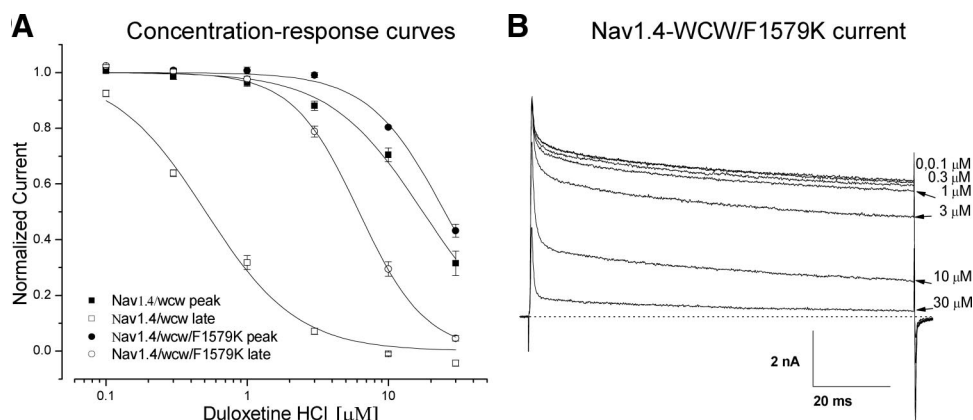 A Concentration-response curves
Normalized Current
1.0
0.8
0.6
0.4
0.2
0.0
Nav1.4/wcw peak
Nav1.4/wcw late
Nav1.4/wcw/F1579K peak
Nav1.4/wcw/F1579K late
0.1 1 10
Duloxetine HCl [μM]
B Nav1.4-WCW/F1579K current
0,0.1 μM
0.3 μM
1 μM
3 μM
10 μM
30 μM
2 nA
20 ms